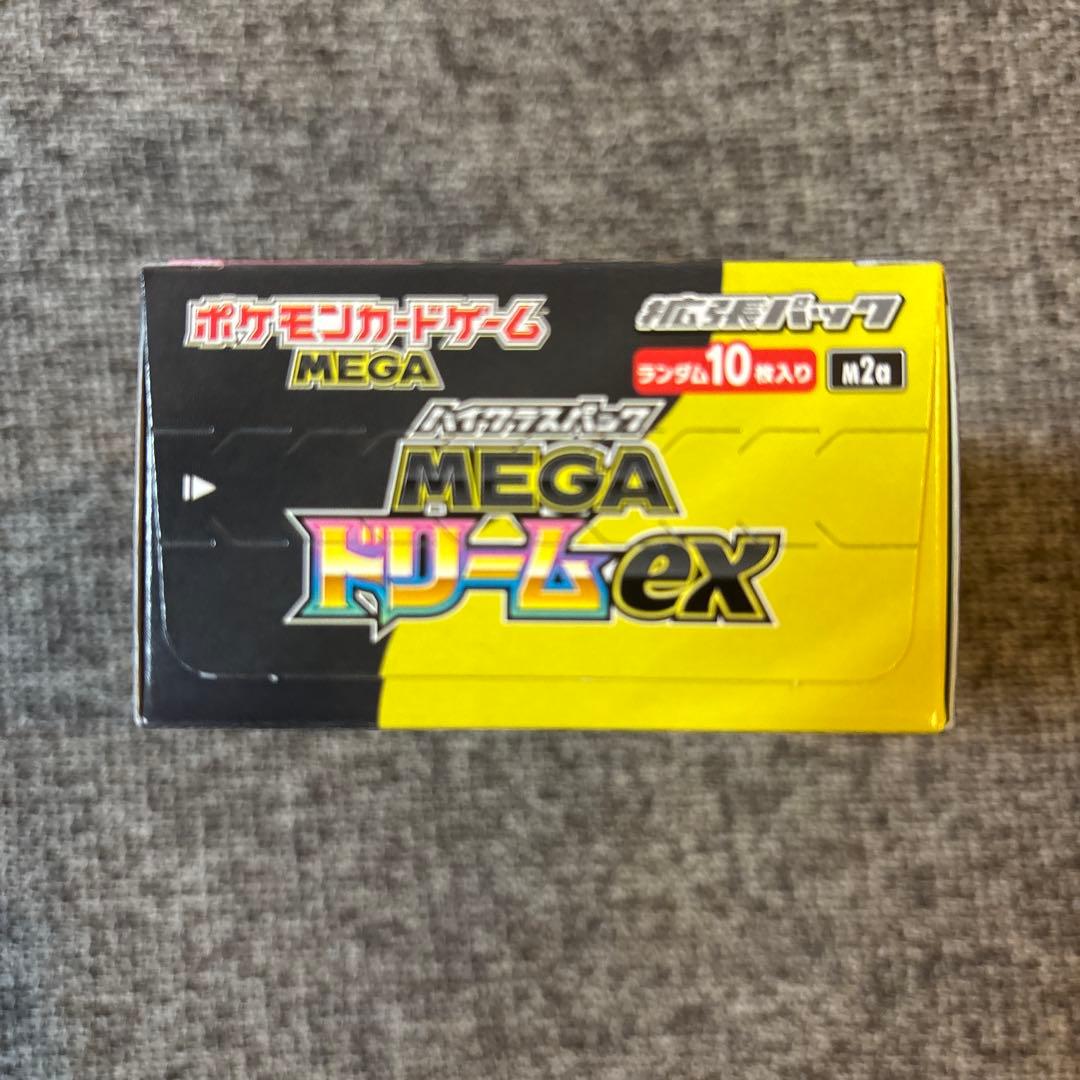 ポケモンカードゲーム
MEGA
拡張パック
ランダム10枚入り
M2a
ハイクラスパック
MEGA
ドリームex